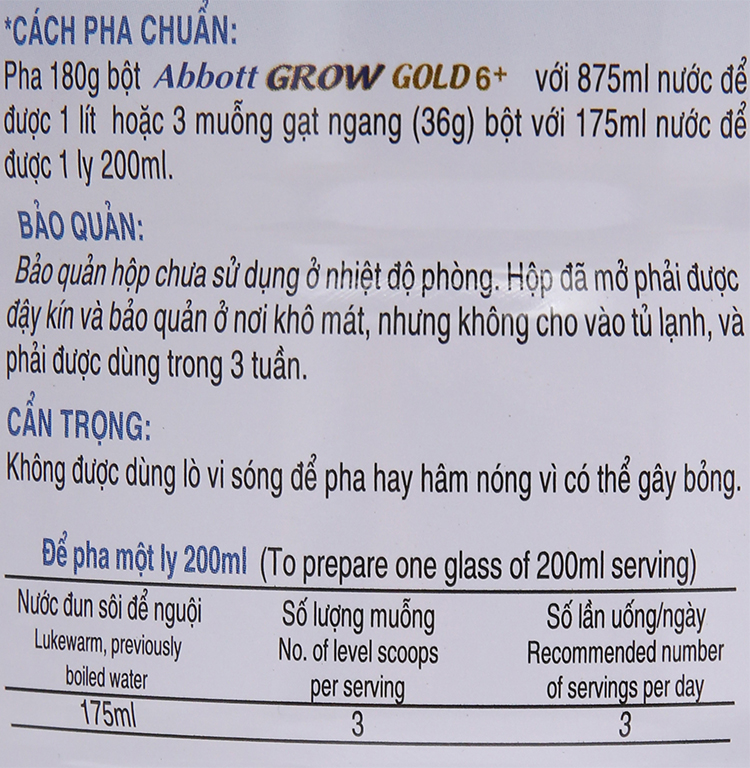 *CÁCH PHA CHUẨN:
Pha 180g bột Abbott GROW GOLD 6+ với 875ml nước để
được 1 lít hoặc 3 muỗng gạt ngang (36g) bột với 175ml nước để
được 1 ly 200ml.
BẢO QUẢN:
Bảo quản hộp chưa sử dụng ở nhiệt độ phòng. Hộp đã mở phải được
đậy kín và bảo quản ở nơi khô mát, nhưng không cho vào tủ lạnh, và
phải được dùng trong 3 tuần.
CẨN TRỌNG:
Không được dùng lò vi sóng để pha hay hâm nóng vì có thể gây bỏng.
Để pha một ly 200ml (To prepare one glass of 200ml serving)
Nước đun sôi để nguội Số lượng muỗng Số lần uống/ngày
Lukewarm, previously No. of level scoops Recommended number
boiled water per serving of servings per day
175ml 3 3